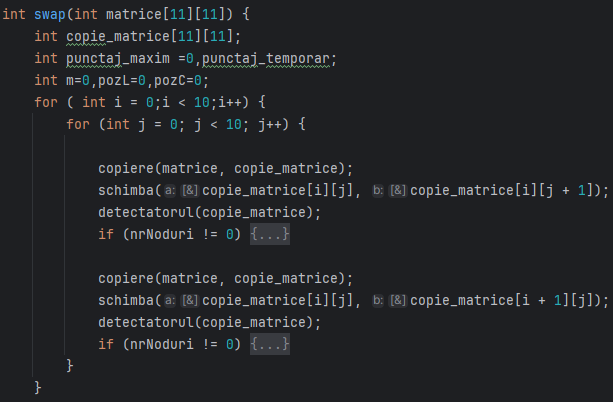 int swap(int matrice[11][11]) {
    int copie_matrice[11][11];
    int punctaj_maxim =0,punctaj_temporar;
    int m=0,pozL=0,pozC=0;
    for ( int i = 0;i < 10;i++) {
        for (int j = 0; j < 10; j++) {
            copiere(matrice, copie_matrice);
            schimba( a: [&] copie_matrice[i][j], b: [&] copie_matrice[i][j + 1]);
            detectatorul(copie_matrice);
            if (nrNoduri != 0) {...}
            copiere(matrice, copie_matrice);
            schimba( a: [&] copie_matrice[i][j], b: [&] copie_matrice[i + 1][j]);
            detectatorul(copie_matrice);
            if (nrNoduri != 0) {...}
        }
    }